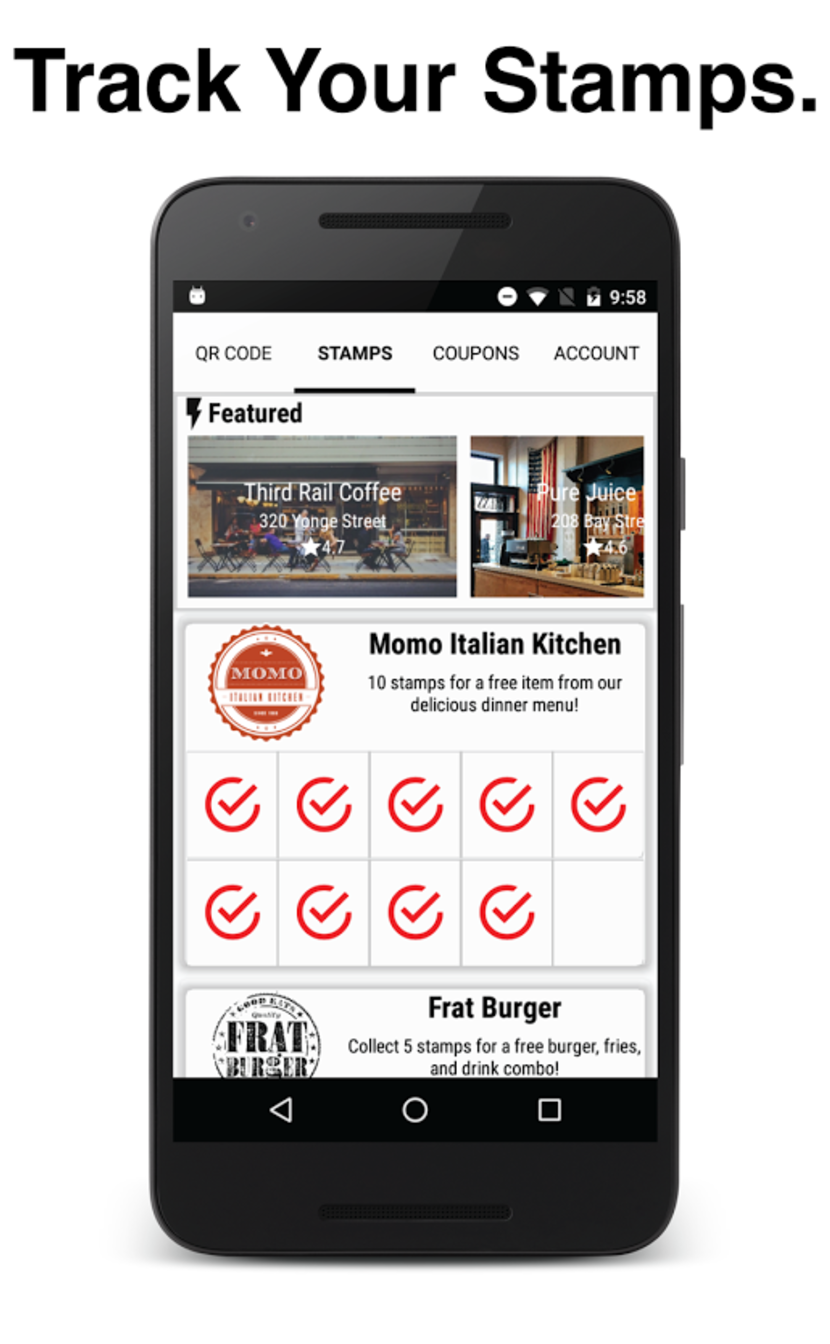 Track Your Stamps.
9:58
QR CODE STAMPS COUPONS ACCOUNT
Featured
Third Rail Coffee
320 Yonge Street
4.7
Pure Juice
208 Bay Stre
4.6
MOMO
ITALIAN KITCHEN
Momo Italian Kitchen
10 stamps for a free item from our
delicious dinner menu!
GOOD EATS
Quality
FRAT
BURGER
Frat Burger
Collect 5 stamps for a free burger, fries,
and drink combo!